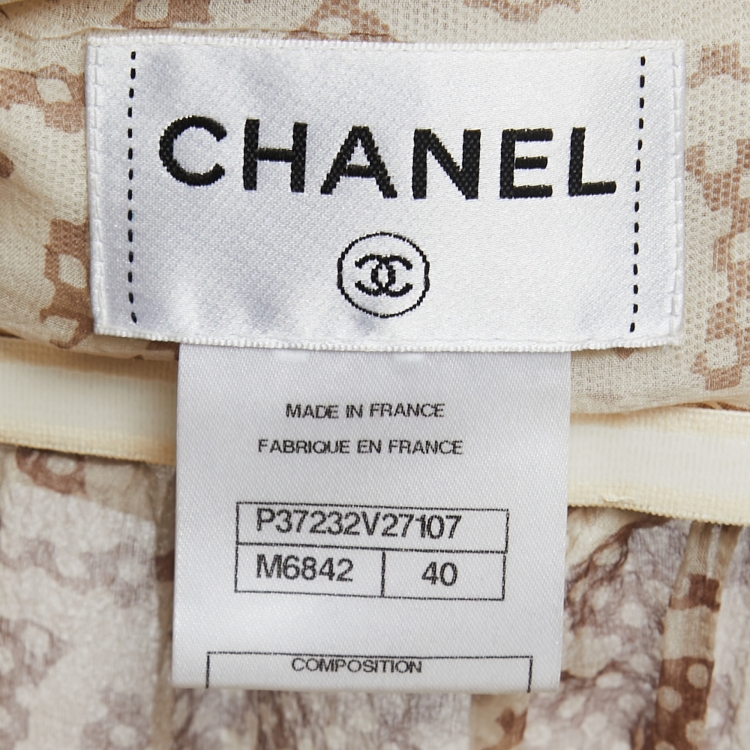 CHANEL
MADE IN FRANCE
FABRIQUE EN FRANCE
P37232V27107
M6842 40
COMPOSITION